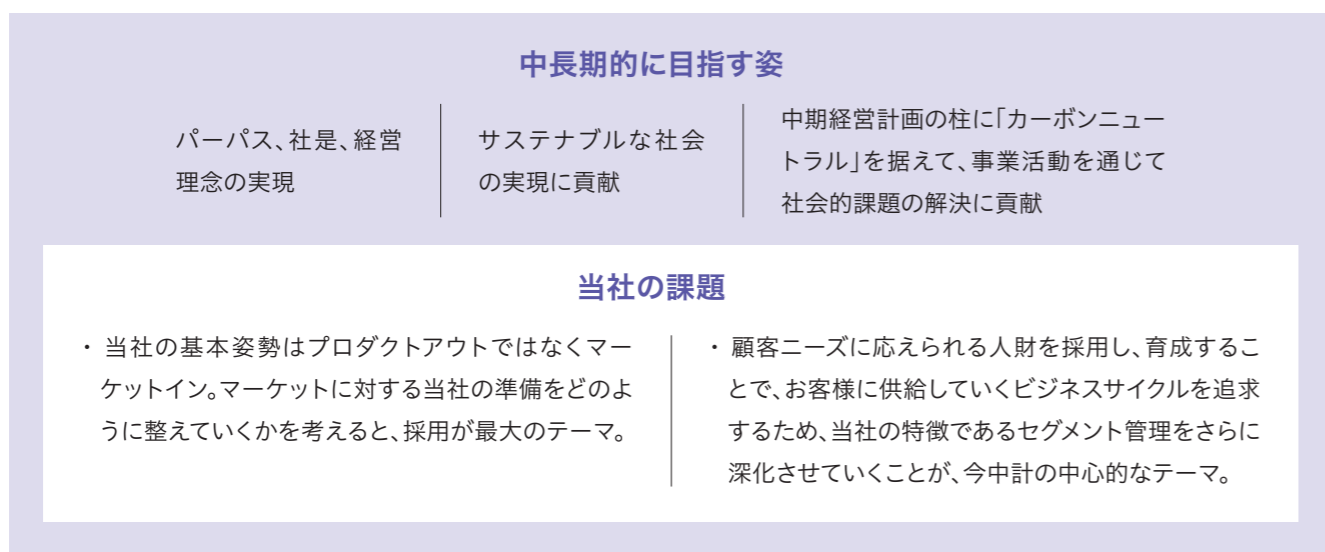 中長期的に目指す姿
パーパス、社是、経営
理念の実現
サステナブルな社会
の実現に貢献
中期経営計画の柱に「カーボンニュー
トラル」を据えて、事業活動を通じて
社会的課題の解決に貢献
当社の課題
・ 当社の基本姿勢はプロダクトアウトではなくマー
ケットイン。マーケットに対する当社の準備をどのよ
うに整えていくかを考えると、採用が最大のテーマ。
・ 顧客ニーズに応えられる人財を採用し、育成するこ
とで、お客様に供給していくビジネスサイクルを追求
するため、当社の特徴であるセグメント管理をさらに
深化させていくことが、今中計の中心的なテーマ。